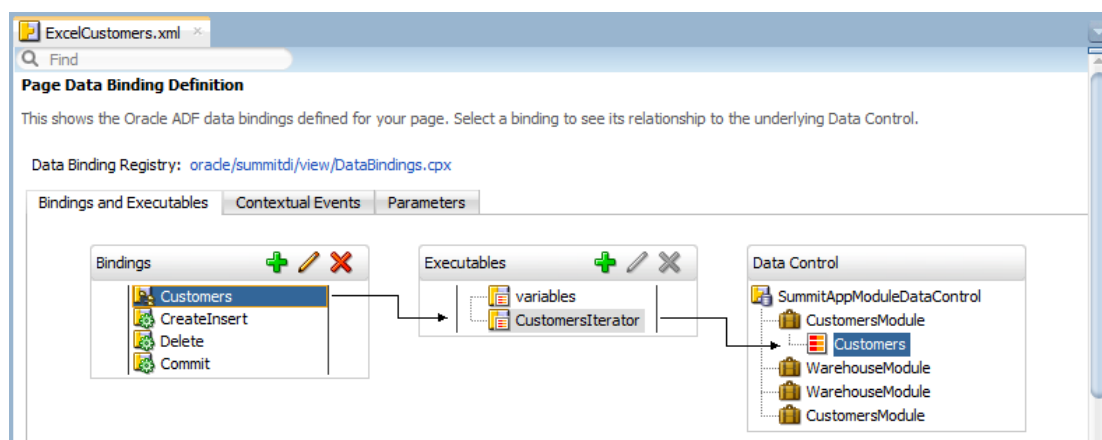 ExcelCustomers.xml
Find
Page Data Binding Definition
This shows the Oracle ADF data bindings defined for your page. Select a binding to see its relationship to the underlying Data Control.
Data Binding Registry: oracle/summitdi/view/DataBindings.cpx
Bindings and Executables Contextual Events Parameters
Bindings
Customers
CreateInsert
Delete
Commit
Executables
variables
CustomersIterator
Data Control
SummitAppModuleDataControl
CustomersModule
Customers
WarehouseModule
WarehouseModule
CustomersModule